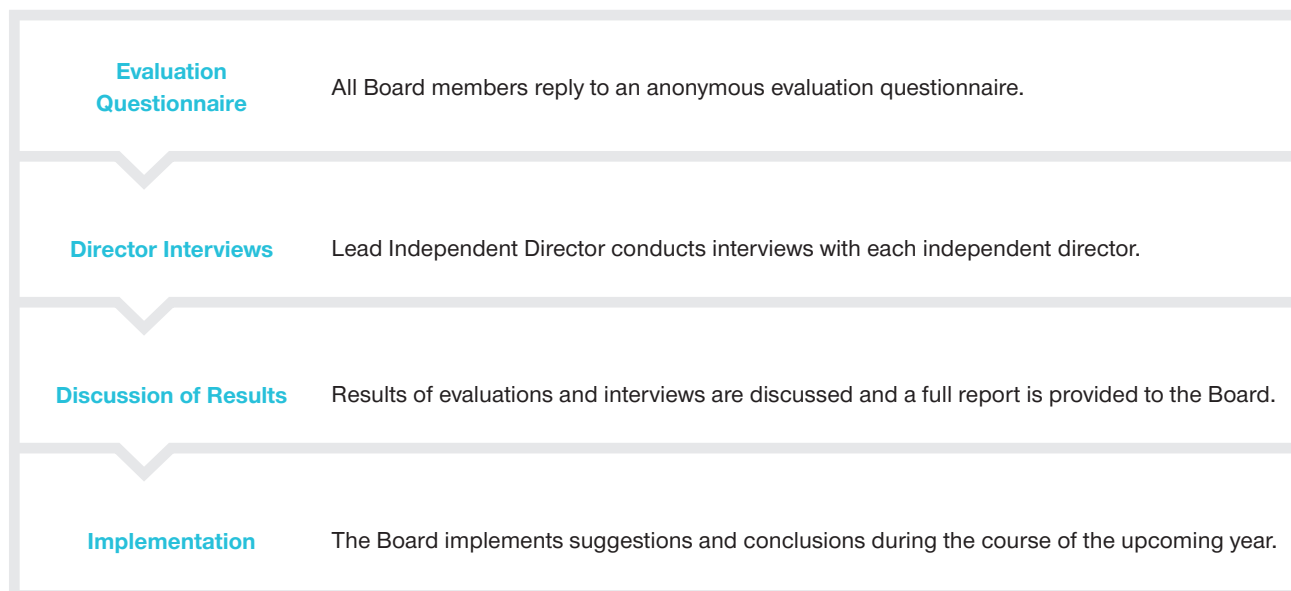 Evaluation
Questionnaire
All Board members reply to an anonymous evaluation questionnaire.
Director Interviews
Lead Independent Director conducts interviews with each independent director.
Discussion of Results
Results of evaluations and interviews are discussed and a full report is provided to the Board.
Implementation
The Board implements suggestions and conclusions during the course of the upcoming year.